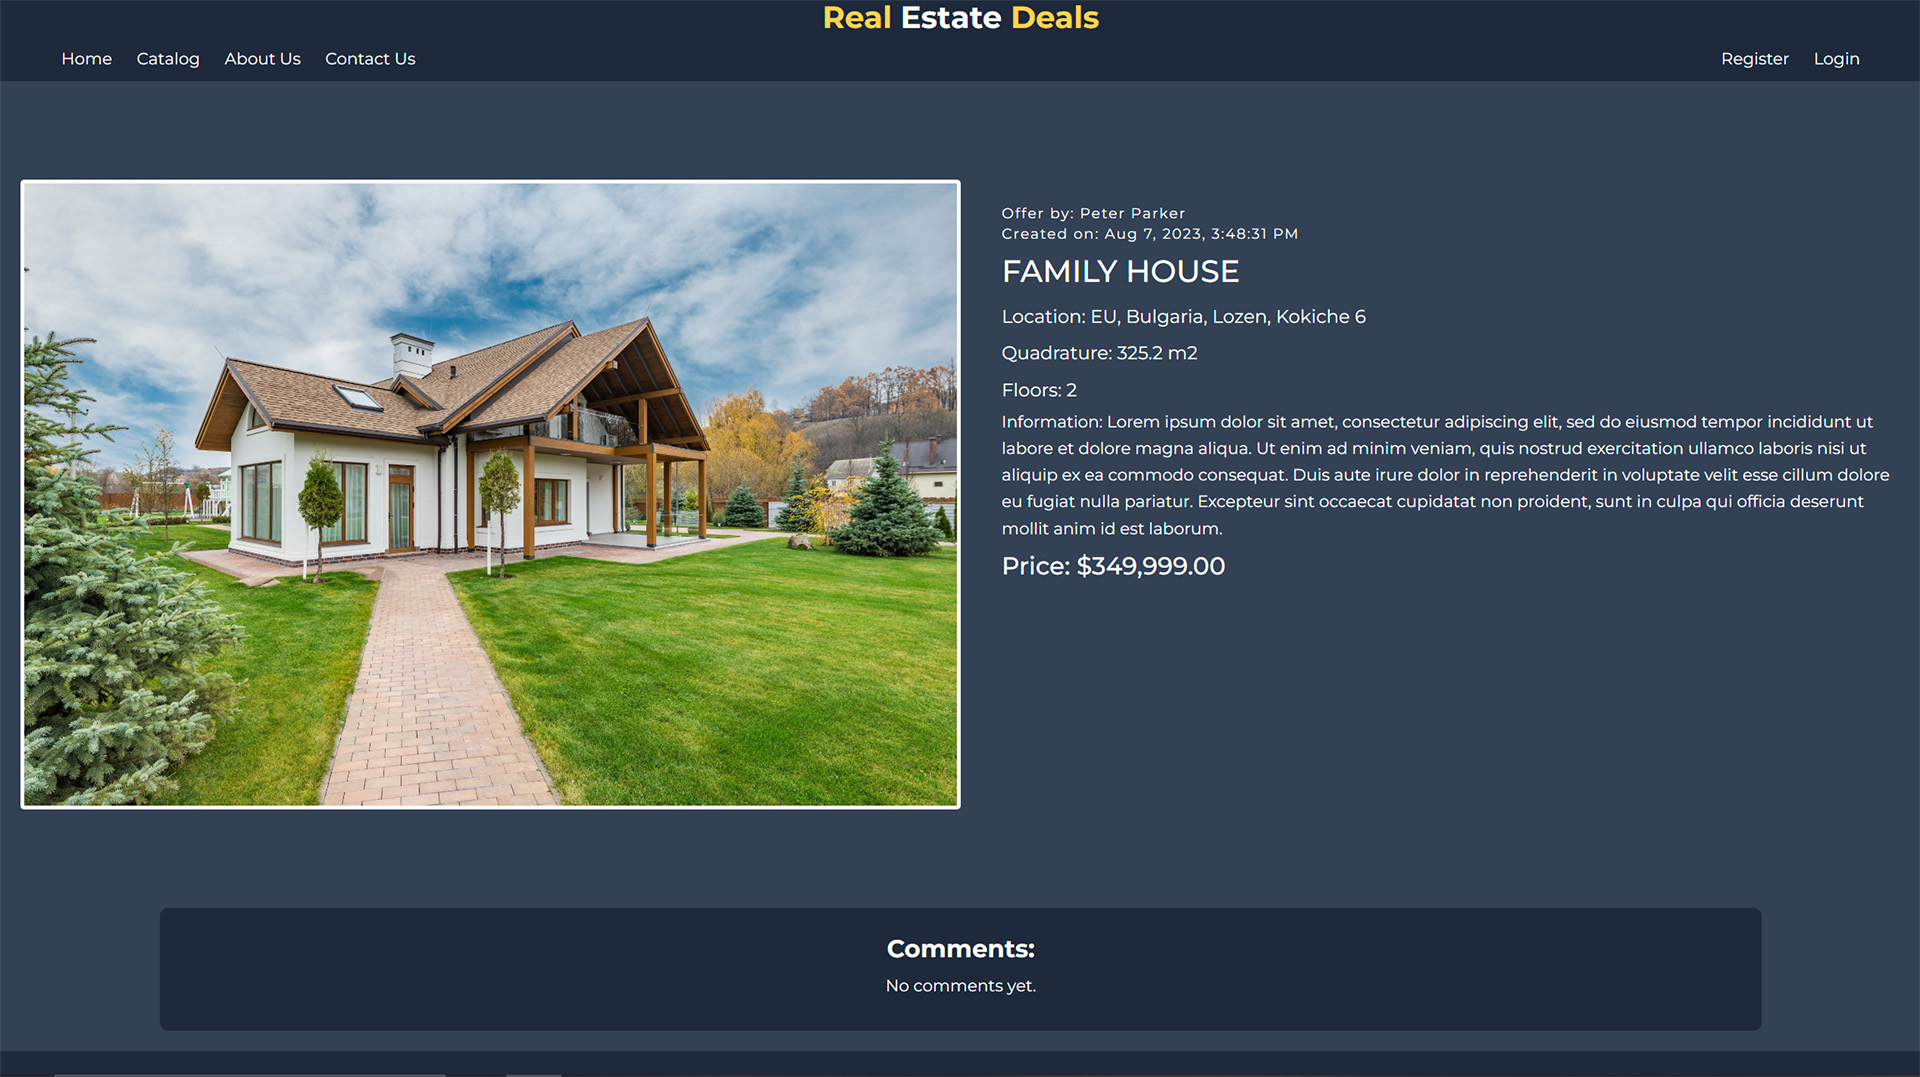 Real Estate Deals
Home Catalog About Us Contact Us Register Login
Offer by: Peter Parker
Created on: Aug 7, 2023, 3:48:31 PM
FAMILY HOUSE
Location: EU, Bulgaria, Lozen, Kokiche 6
Quadrature: 325.2 m2
Floors: 2
Information: Lorem ipsum dolor sit amet, consectetur adipiscing elit, sed do eiusmod tempor incididunt ut
labore et dolore magna aliqua. Ut enim ad minim veniam, quis nostrud exercitation ullamco laboris nisi ut
aliquip ex ea commodo consequat. Duis aute irure dolor in reprehenderit in voluptate velit esse cillum dolore
eu fugiat nulla pariatur. Excepteur sint occaecat cupidatat non proident, sunt in culpa qui officia deserunt
mollit anim id est laborum.
Price: $349,999.00
Comments:
No comments yet.